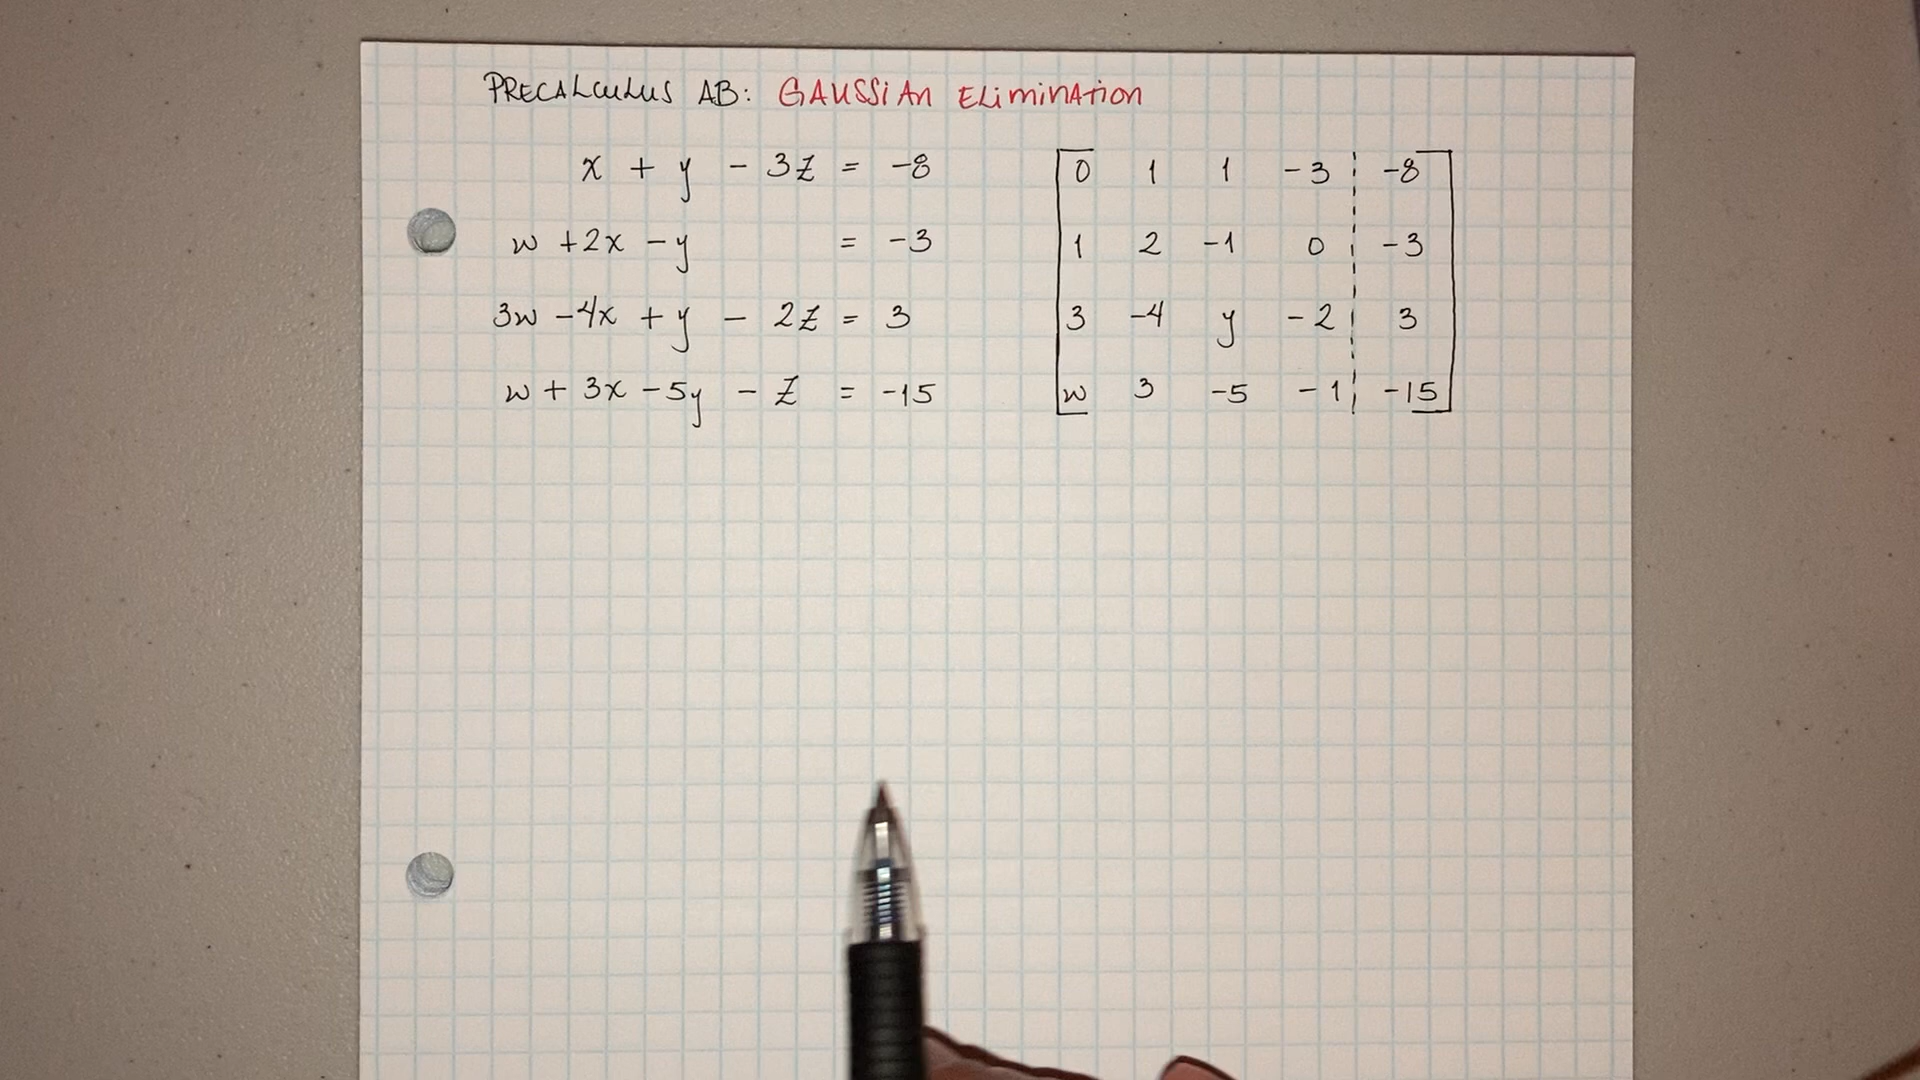 PRECALCULUS AB: GAUSSiAn ELiminAtion
x + y - 3z = -8
w + 2x - y = -3
3w - 4x + y - 2z = 3
w + 3x - 5y - z = -15
0 1 1 -3 -8
1 2 -1 0 -3
3 -4 y -2 3
w 3 -5 -1 -15